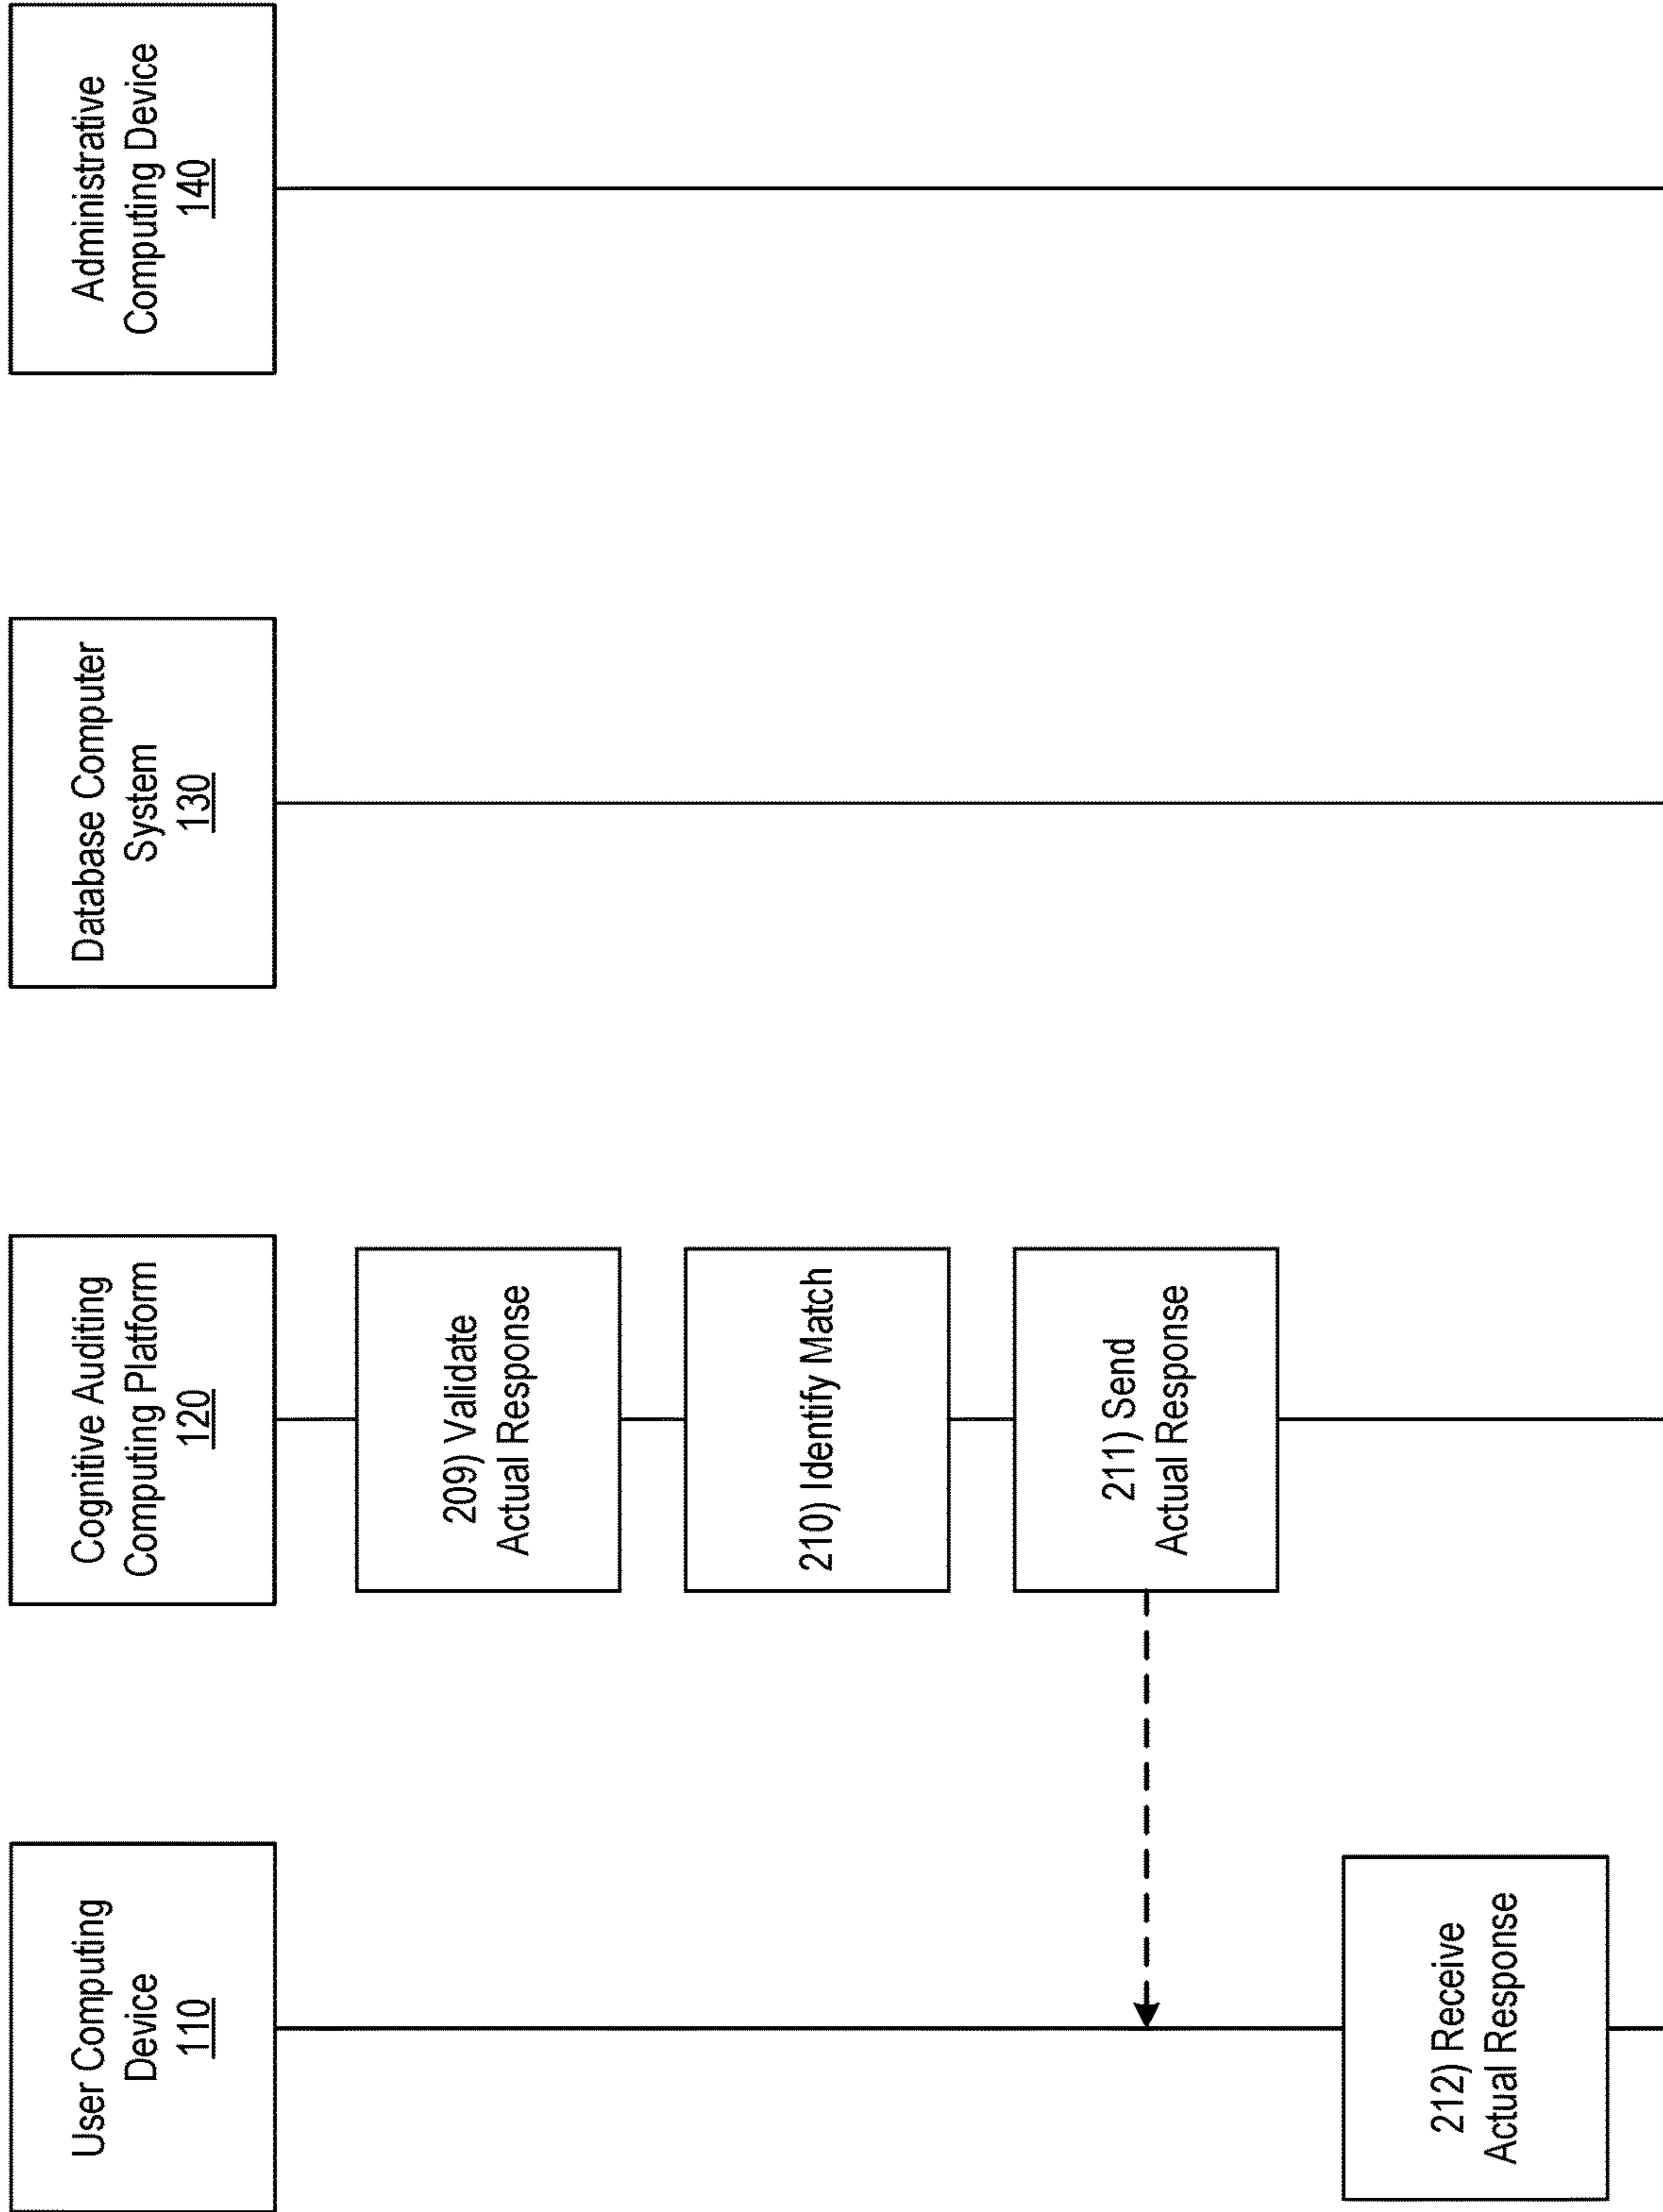 User Computing
Device
110
Cognitive Auditing
Computing Platform
120
Database Computer
System
130
Administrative
Computing Device
140
209) Validate
Actual Response
210) Identify Match
211) Send
Actual Response
212) Receive
Actual Response